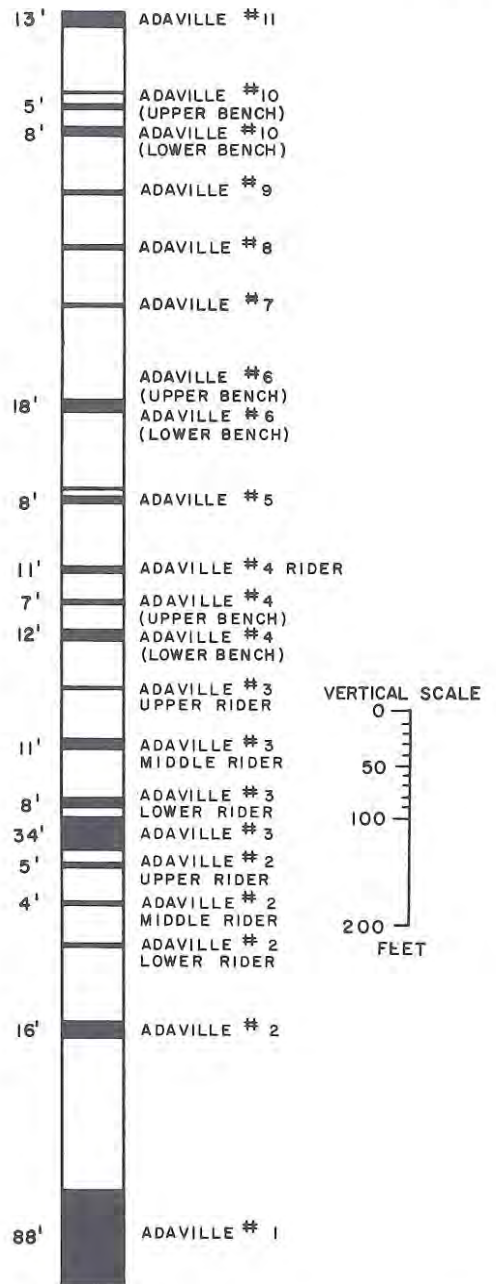 13' ADAVILLE #11
ADAVILLE #10
5' (UPPER BENCH)
8' ADAVILLE #10
(LOWER BENCH)
ADAVILLE #9
ADAVILLE #8
ADAVILLE #7
ADAVILLE #6
(UPPER BENCH)
18' ADAVILLE #6
(LOWER BENCH)
8' ADAVILLE #5
11' ADAVILLE #4 RIDER
7' ADAVILLE #4
(UPPER BENCH)
12' ADAVILLE #4
(LOWER BENCH)
ADAVILLE #3
UPPER RIDER
11' ADAVILLE #3
MIDDLE RIDER
8' ADAVILLE #3
LOWER RIDER
34' ADAVILLE #3
5' ADAVILLE #2
UPPER RIDER
4' ADAVILLE #2
MIDDLE RIDER
ADAVILLE #2
LOWER RIDER
16' ADAVILLE #2
88' ADAVILLE #1
VERTICAL SCALE
0
50
100
200
FEET